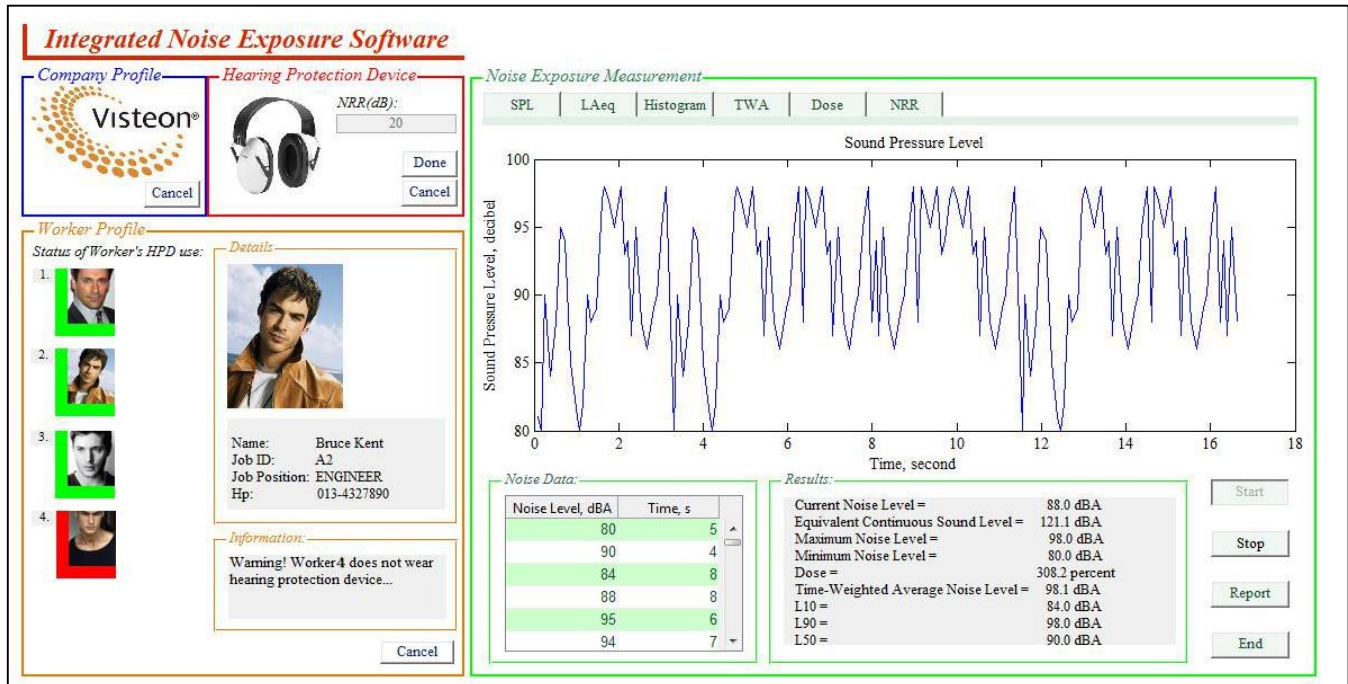 Integrated Noise Exposure Software
Company Profile
Visteon®
Cancel
Hearing Protection Device
NRR(dB):
20
Done
Cancel
Worker Profile
Status of Worker's HPD use:
1.
2.
3.
4.
Details
Name: Bruce Kent
Job ID: A2
Job Position: ENGINEER
Hp: 013-4327890
Information:
Warning! Worker4 does not wear
hearing protection device...
Cancel
Noise Exposure Measurement
SPL LAeq Histogram TWA Dose NRR
Sound Pressure Level
Sound Pressure Level, decibel
100
95
90
85
80
0 2 4 6 8 10 12 14 16 18
Time, second
Noise Data:
Noise Level, dBA Time, s
80 5
90 4
84 8
88 8
95 6
94 7
Results:
Current Noise Level = 88.0 dBA
Equivalent Continuous Sound Level = 121.1 dBA
Maximum Noise Level = 98.0 dBA
Minimum Noise Level = 80.0 dBA
Dose = 308.2 percent
Time-Weighted Average Noise Level = 98.1 dBA
L10 = 84.0 dBA
L90 = 98.0 dBA
L50 = 90.0 dBA
Start
Stop
Report
End